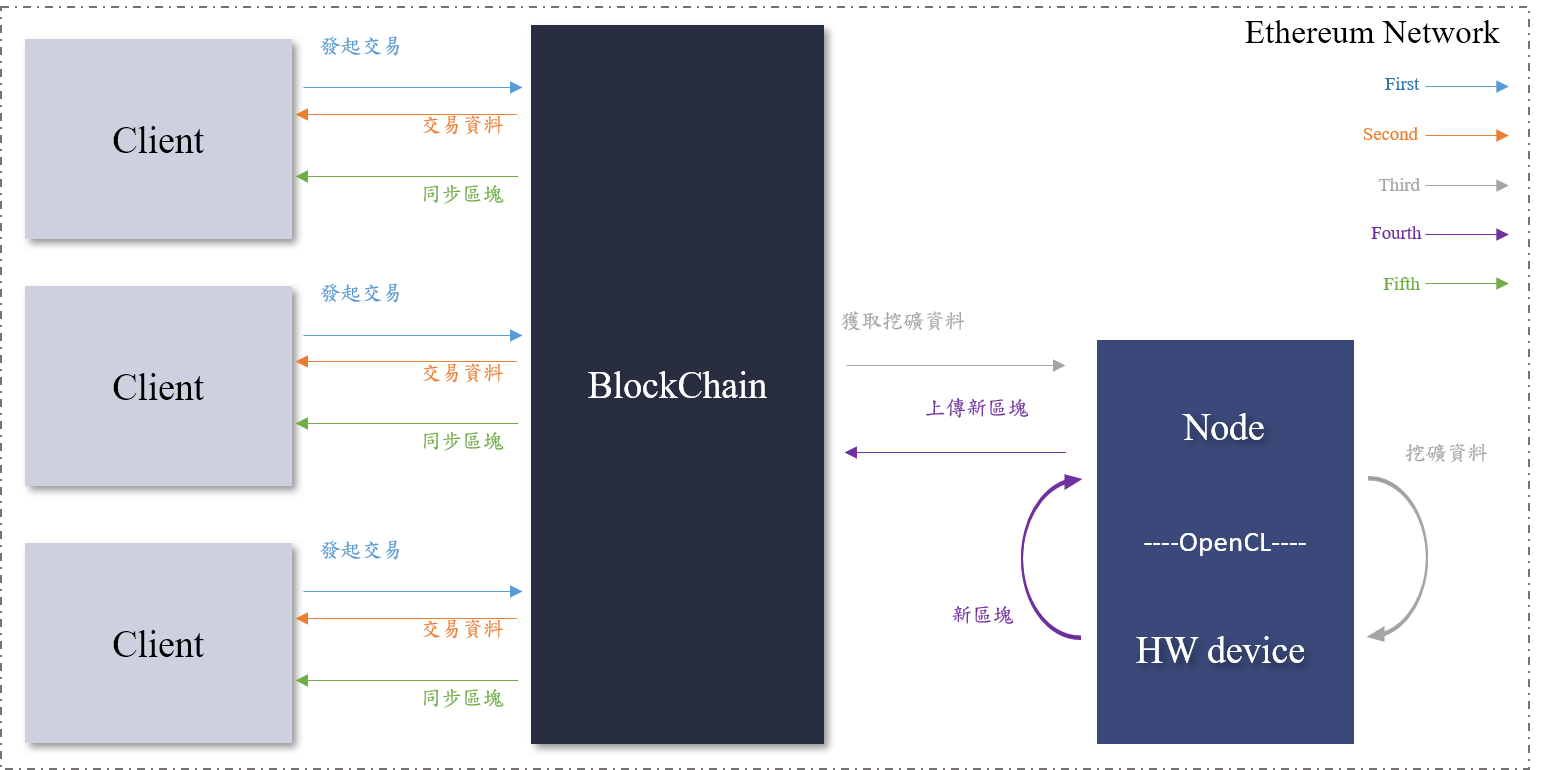 Ethereum Network
First
Second
Third
Fourth
Fifth
發起交易
交易資料
同步區塊
Client
發起交易
交易資料
同步區塊
Client
發起交易
交易資料
同步區塊
Client
BlockChain
獲取挖礦資料
上傳新區塊
新區塊
Node
----OpenCL----
HW device
挖礦資料